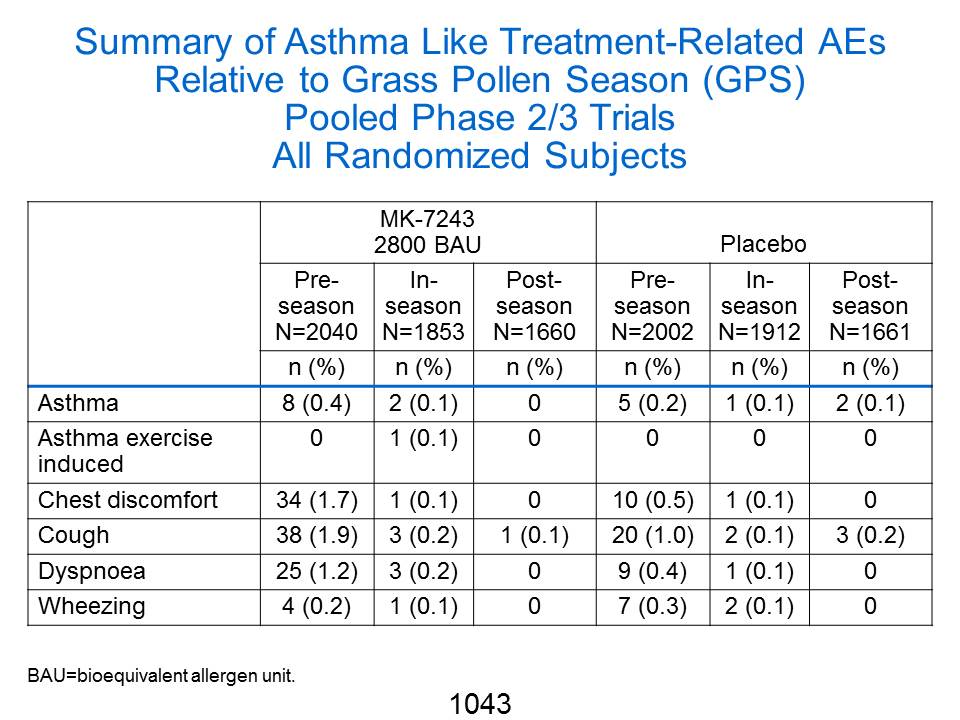 Summary of Asthma Like Treatment-Related AEs
Relative to Grass Pollen Season (GPS)
Pooled Phase 2/3 Trials
All Randomized Subjects
MK-7243
2800 BAU
Placebo
Pre-season N=2040 In-season N=1853 Post-season N=1660 Pre-season N=2002 In-season N=1912 Post-season N=1661
n (%) n (%) n (%) n (%) n (%) n (%)
Asthma 8 (0.4) 2 (0.1) 0 5 (0.2) 1 (0.1) 2 (0.1)
Asthma exercise induced 0 1 (0.1) 0 0 0 0
Chest discomfort 34 (1.7) 1 (0.1) 0 10 (0.5) 1 (0.1) 0
Cough 38 (1.9) 3 (0.2) 1 (0.1) 20 (1.0) 2 (0.1) 3 (0.2)
Dyspnoea 25 (1.2) 3 (0.2) 0 9 (0.4) 1 (0.1) 0
Wheezing 4 (0.2) 1 (0.1) 0 7 (0.3) 2 (0.1) 0
BAU=bioequivalent allergen unit.
1043